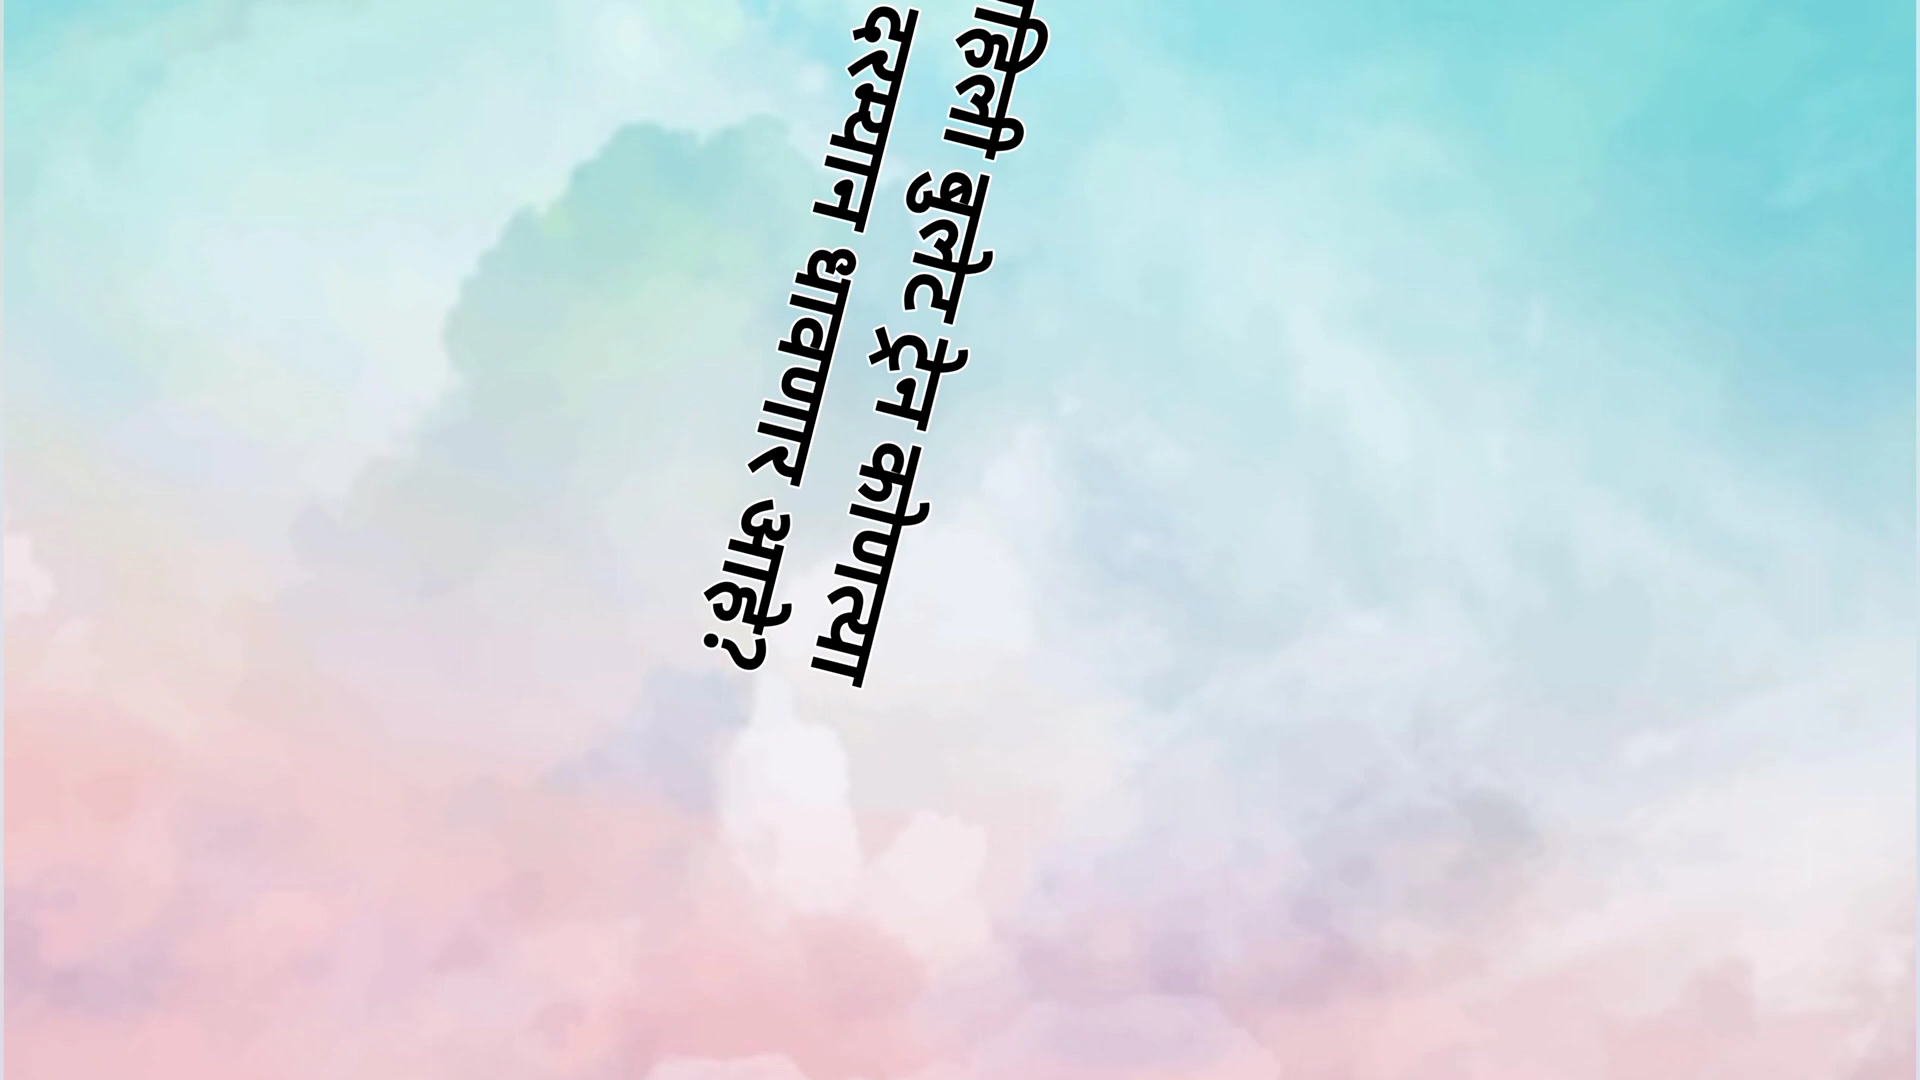 हिली बुलेट ट्रेन कोणत्या
दरम्यान धावणार आहे?